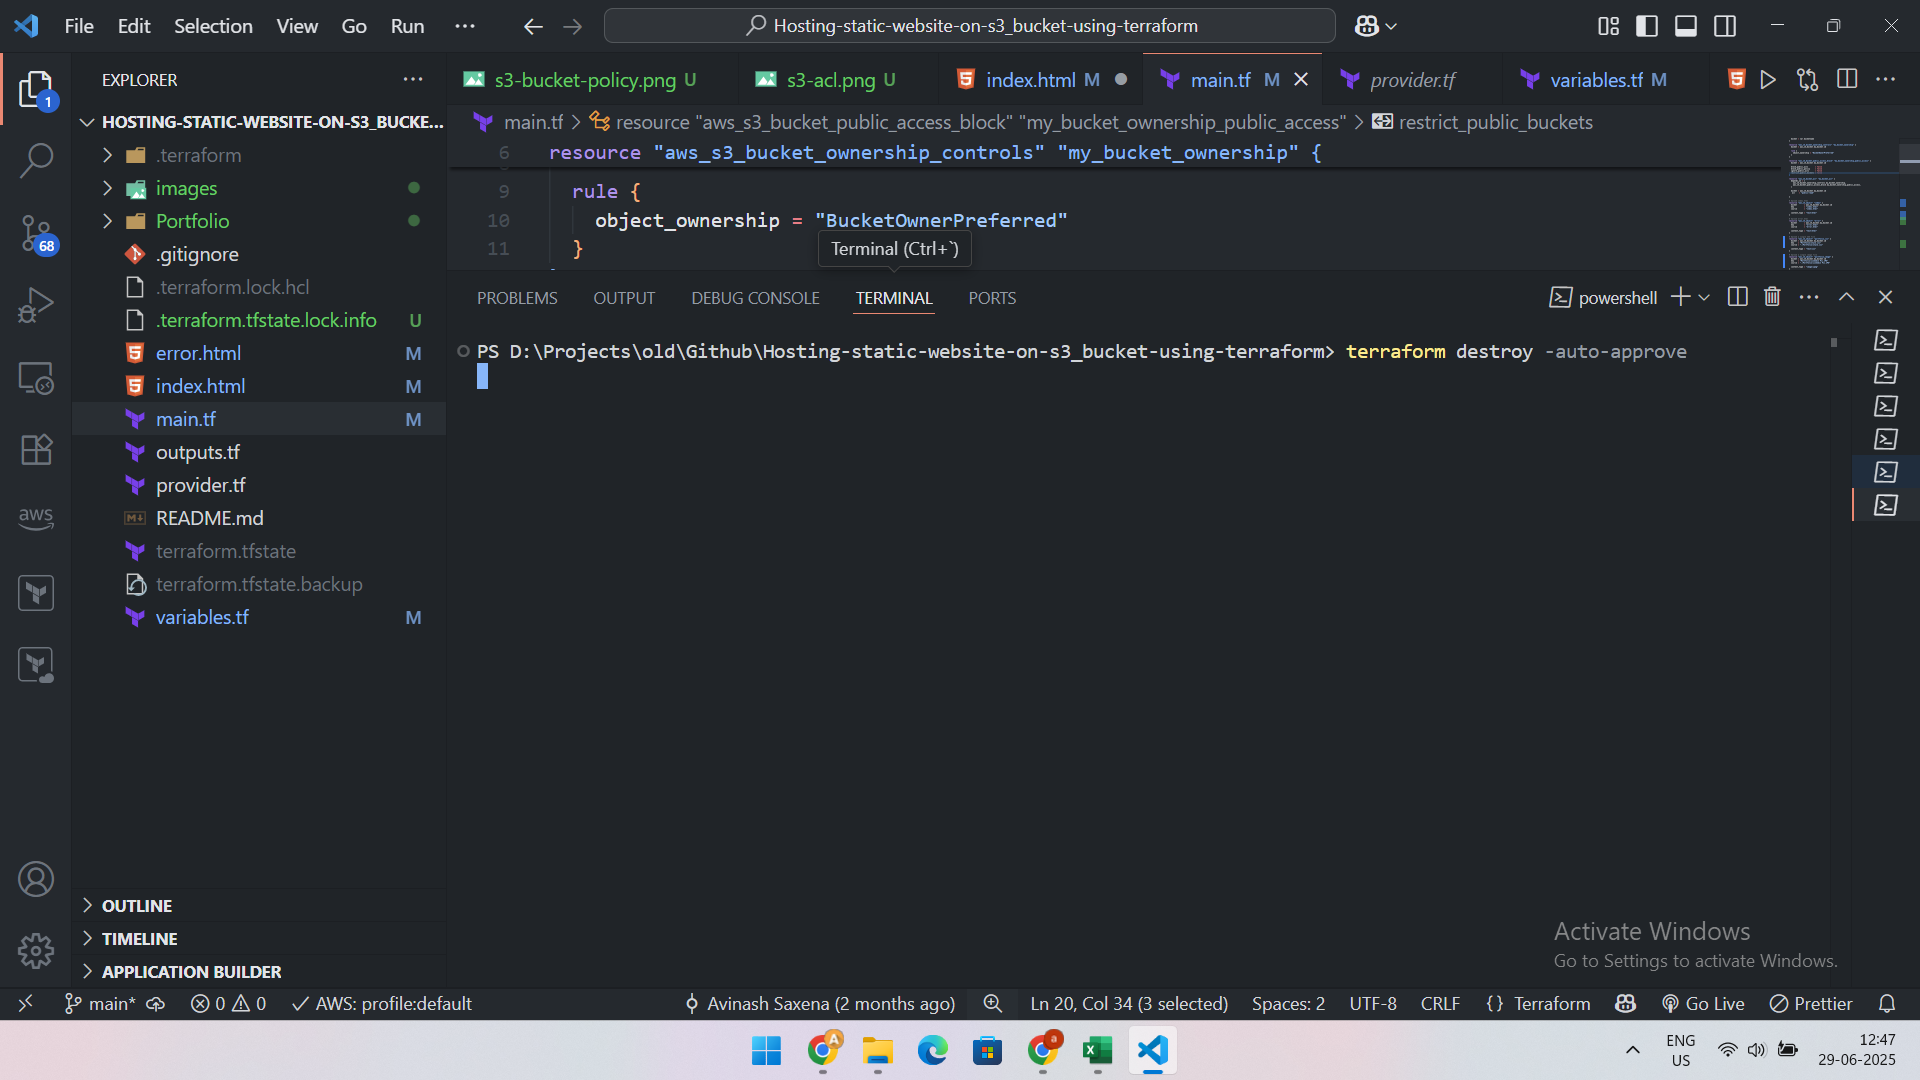 File Edit Selection View Go Run ···
Hosting-static-website-on-s3_bucket-using-terraform
EXPLORER
s3-bucket-policy.png U
s3-acl.png U
index.html M
main.tf M
provider.tf
variables.tf M
HOSTING-STATIC-WEBSITE-ON-S3_BUCKE...
.terraform
images
Portfolio
.gitignore
.terraform.lock.hcl
.terraform.tfstate.lock.info U
error.html M
index.html M
main.tf M
outputs.tf
provider.tf
README.md
terraform.tfstate
terraform.tfstate.backup
variables.tf M
OUTLINE
TIMELINE
APPLICATION BUILDER
1
68
aws
main.tf > resource "aws_s3_bucket_public_access_block" "my_bucket_ownership_public_access" > restrict_public_buckets
6 resource "aws_s3_bucket_ownership_controls" "my_bucket_ownership" {
9 rule {
10 object_ownership = "BucketOwnerPreferred"
11 }
Terminal (Ctrl+`)
PROBLEMS OUTPUT DEBUG CONSOLE TERMINAL PORTS
powershell
PS D:\Projects\old\Github\Hosting-static-website-on-s3_bucket-using-terraform> terraform destroy -auto-approve
Activate Windows
Go to Settings to activate Windows.
main* 0 0 AWS: profile:default Avinash Saxena (2 months ago) Ln 20, Col 34 (3 selected) Spaces: 2 UTF-8 CRLF {} Terraform Go Live Prettier
ENG
US
12:47
29-06-2025